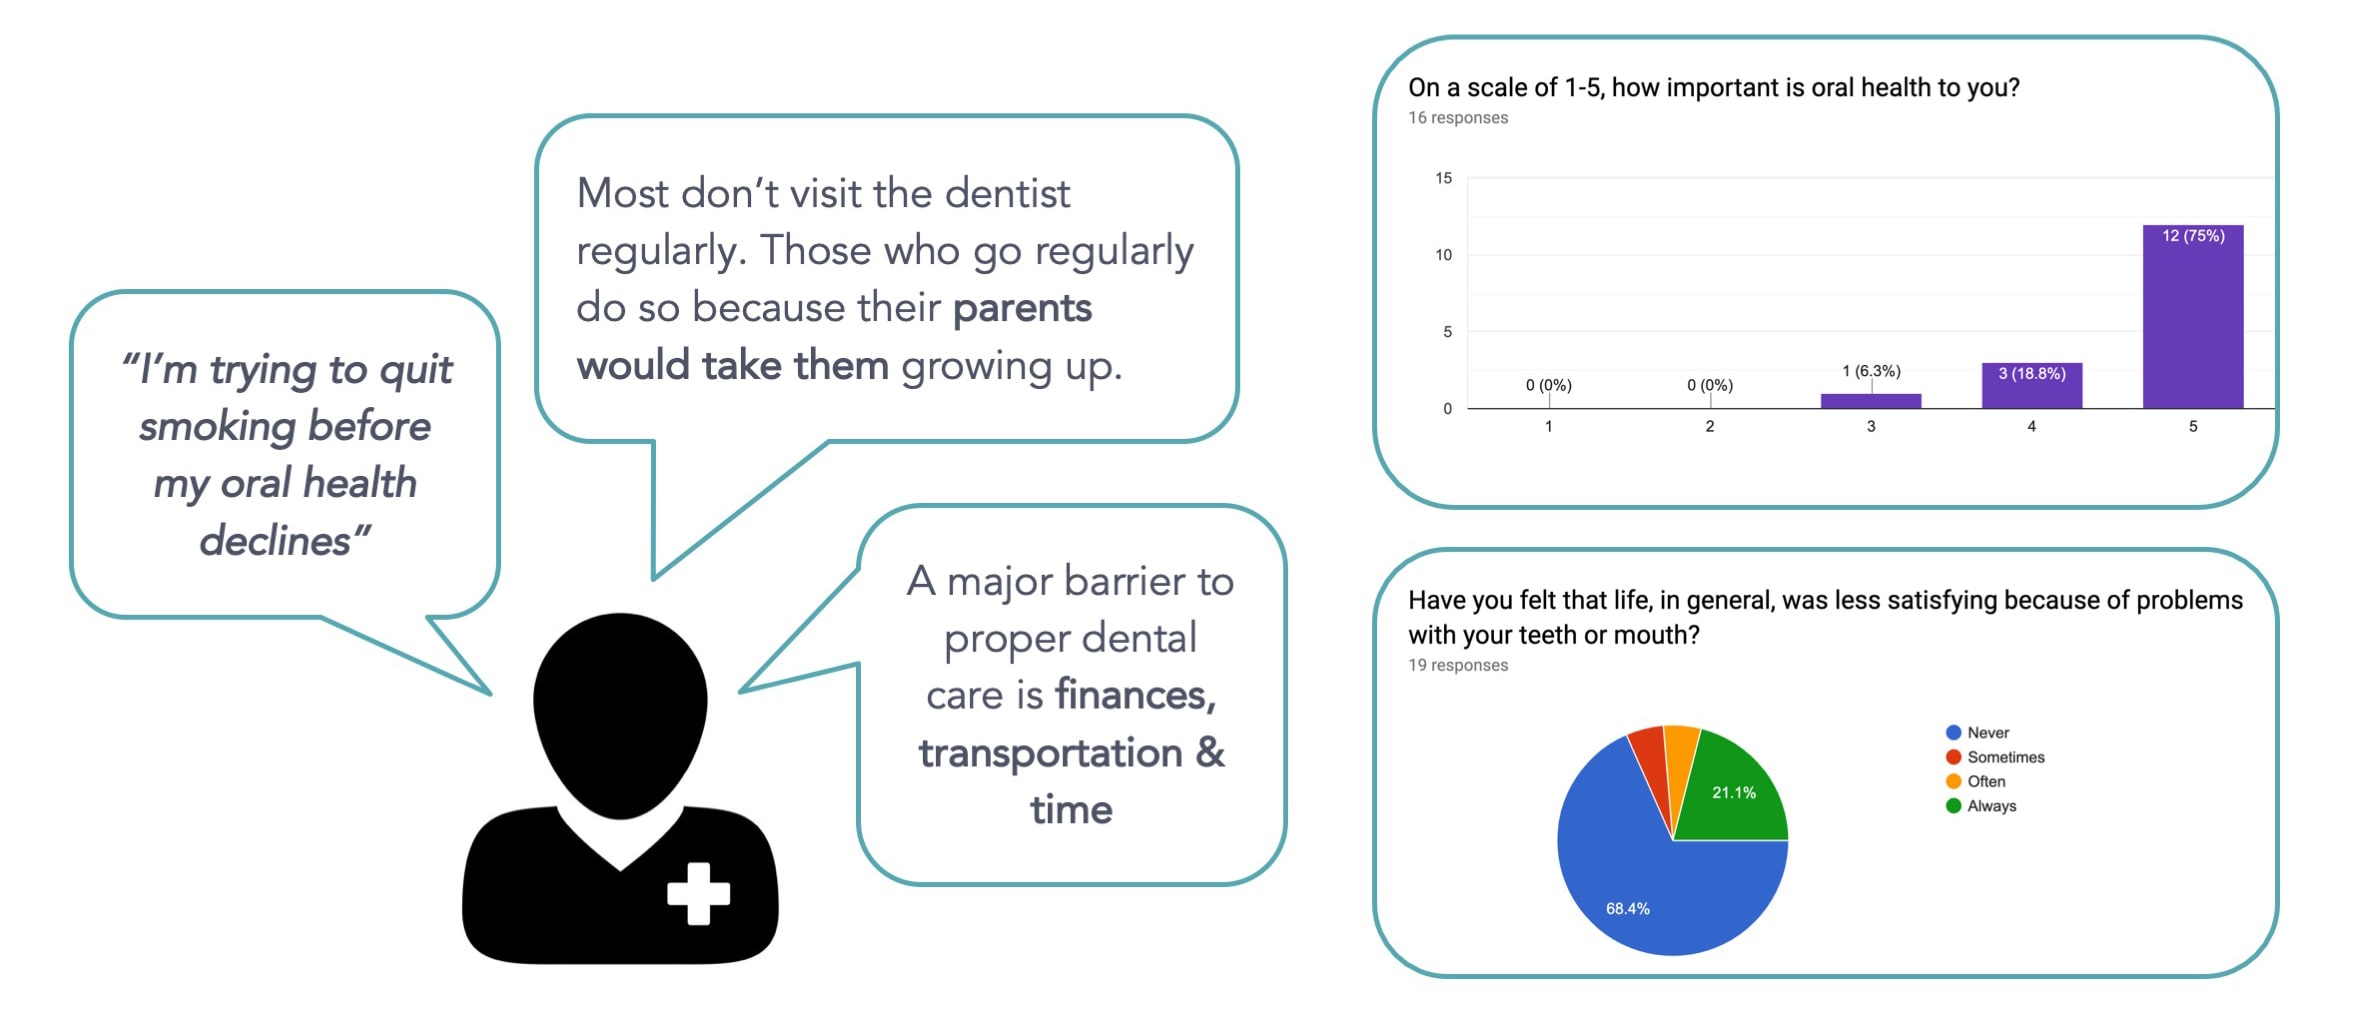 “I’m trying to quit
smoking before
my oral health
declines”
Most don’t visit the dentist
regularly. Those who go regularly
do so because their parents
would take them growing up.
A major barrier to
proper dental
care is finances,
transportation &
time
On a scale of 1-5, how important is oral health to you?
16 responses
15
10
5
0
0 (0%)
0 (0%)
1 (6.3%)
3 (18.8%)
12 (75%)
1
2
3
4
5
Have you felt that life, in general, was less satisfying because of problems
with your teeth or mouth?
19 responses
21.1%
68.4%
Never
Sometimes
Often
Always